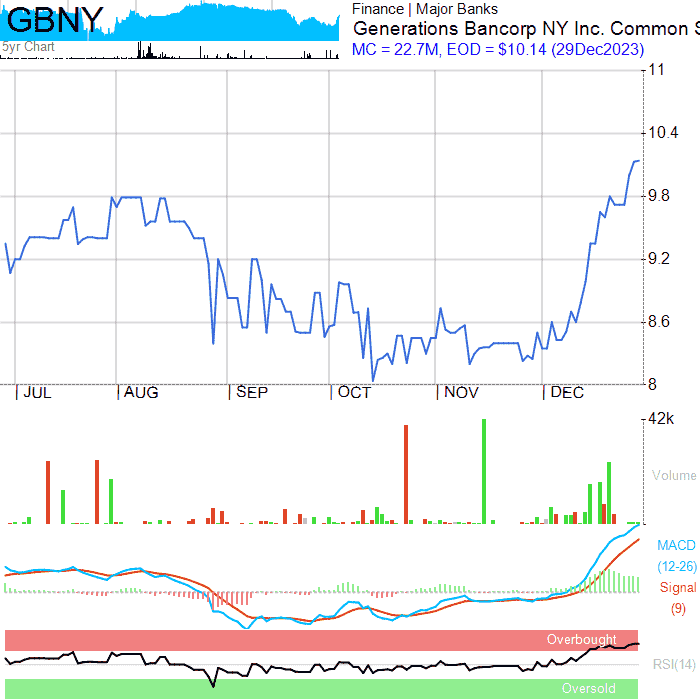 GBNY
5yr Chart
Finance | Major Banks
Generations Bancorp NY Inc. Common S
MC = 22.7M, EOD = $10.14 (29Dec2023)
11
10.4
9.8
9.2
8.6
8
JUL AUG SEP OCT NOV DEC
42k
Volume
MACD
(12-26)
Signal
(9)
Overbought
RSI(14)
Oversold